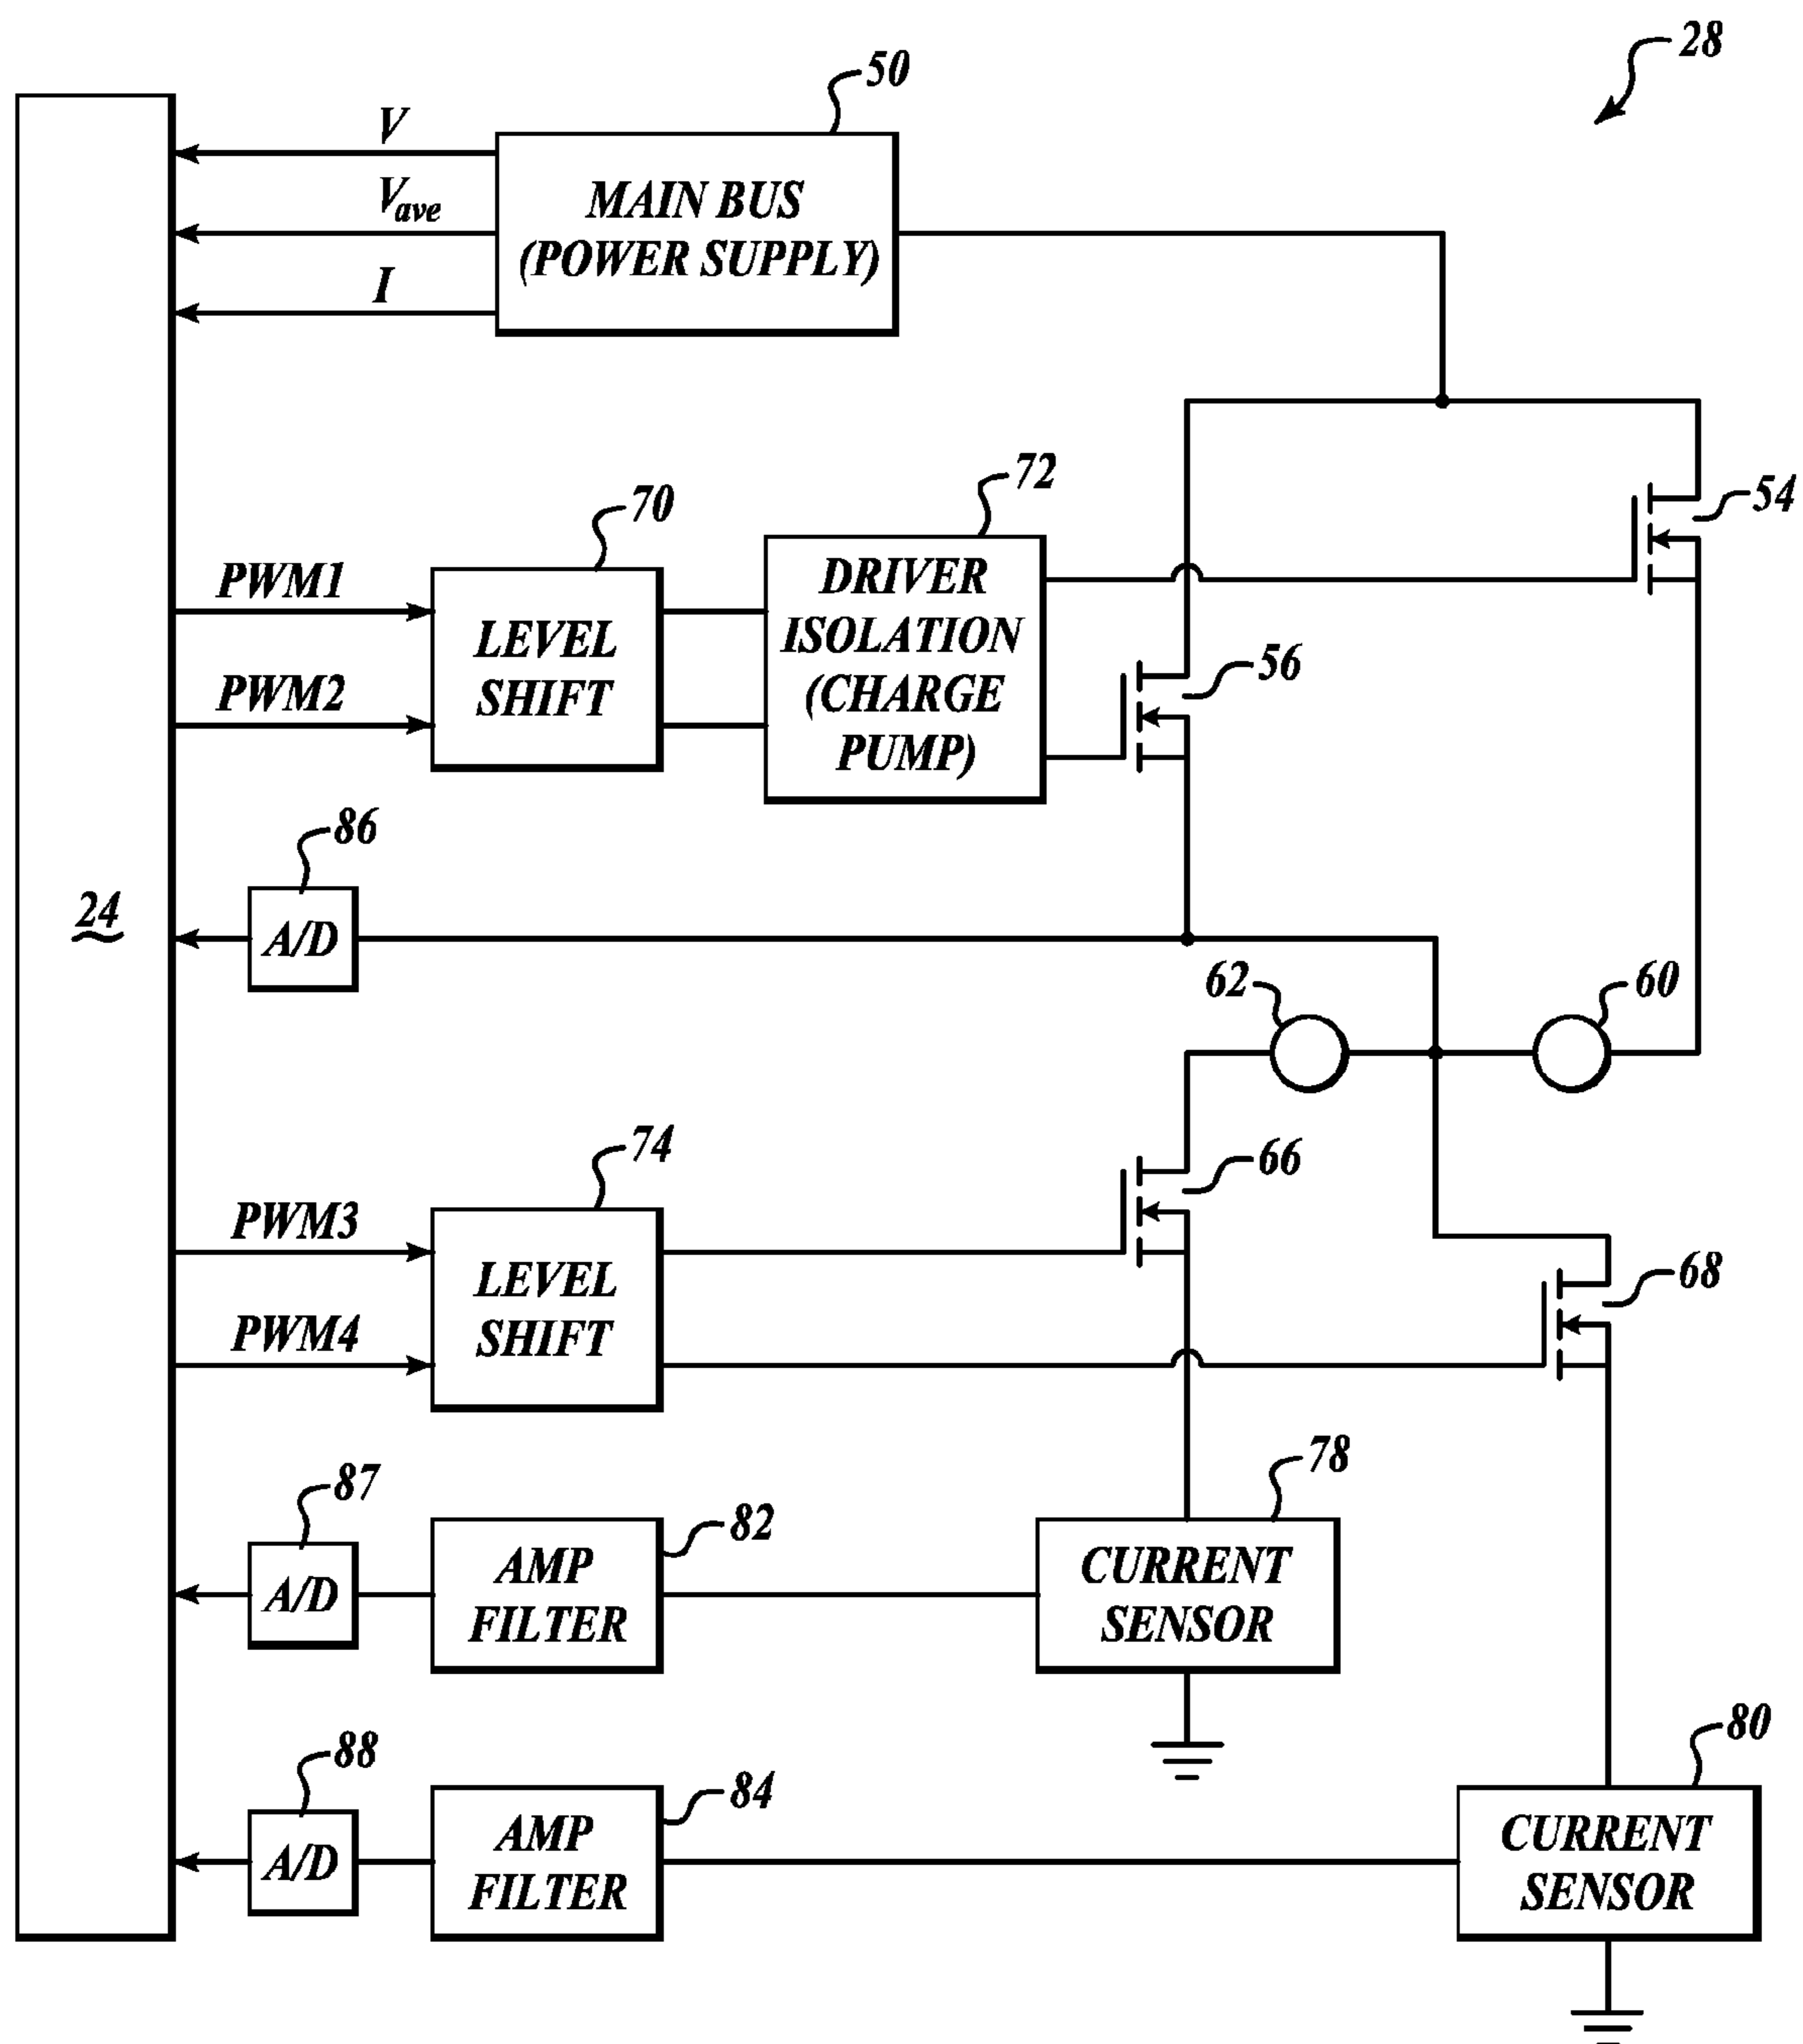 28
50
V
Vave
I
MAIN BUS
(POWER SUPPLY)
54
72
70
PWM1
PWM2
LEVEL
SHIFT
DRIVER
ISOLATION
(CHARGE
PUMP)
56
86
24
A/D
62
60
74
66
PWM3
PWM4
LEVEL
SHIFT
68
78
87
82
A/D
AMP
FILTER
CURRENT
SENSOR
80
88
84
A/D
AMP
FILTER
CURRENT
SENSOR